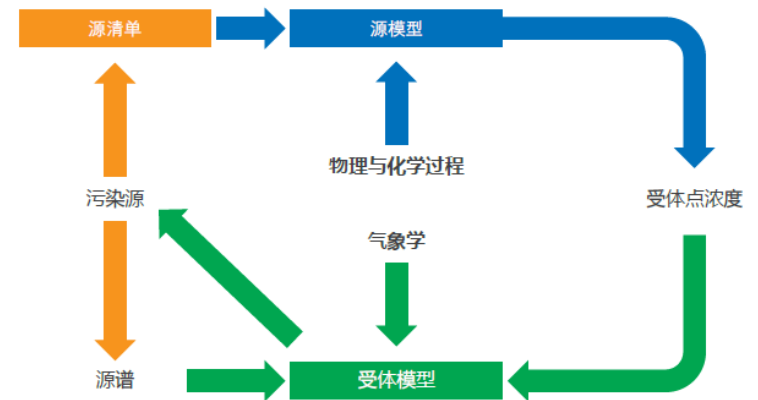 源清单
源模型
物理与化学过程
污染源
受体点浓度
气象学
源谱
受体模型